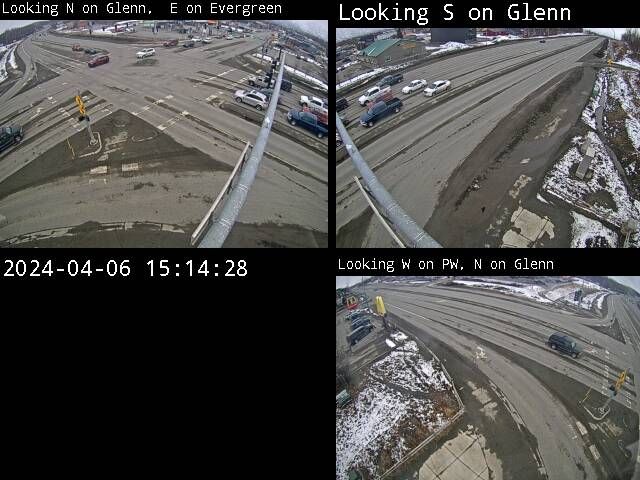 Looking N on Glenn,  E on Evergreen
Looking S on Glenn
2024-04-06 15:14:28
Looking W on PW, N on Glenn